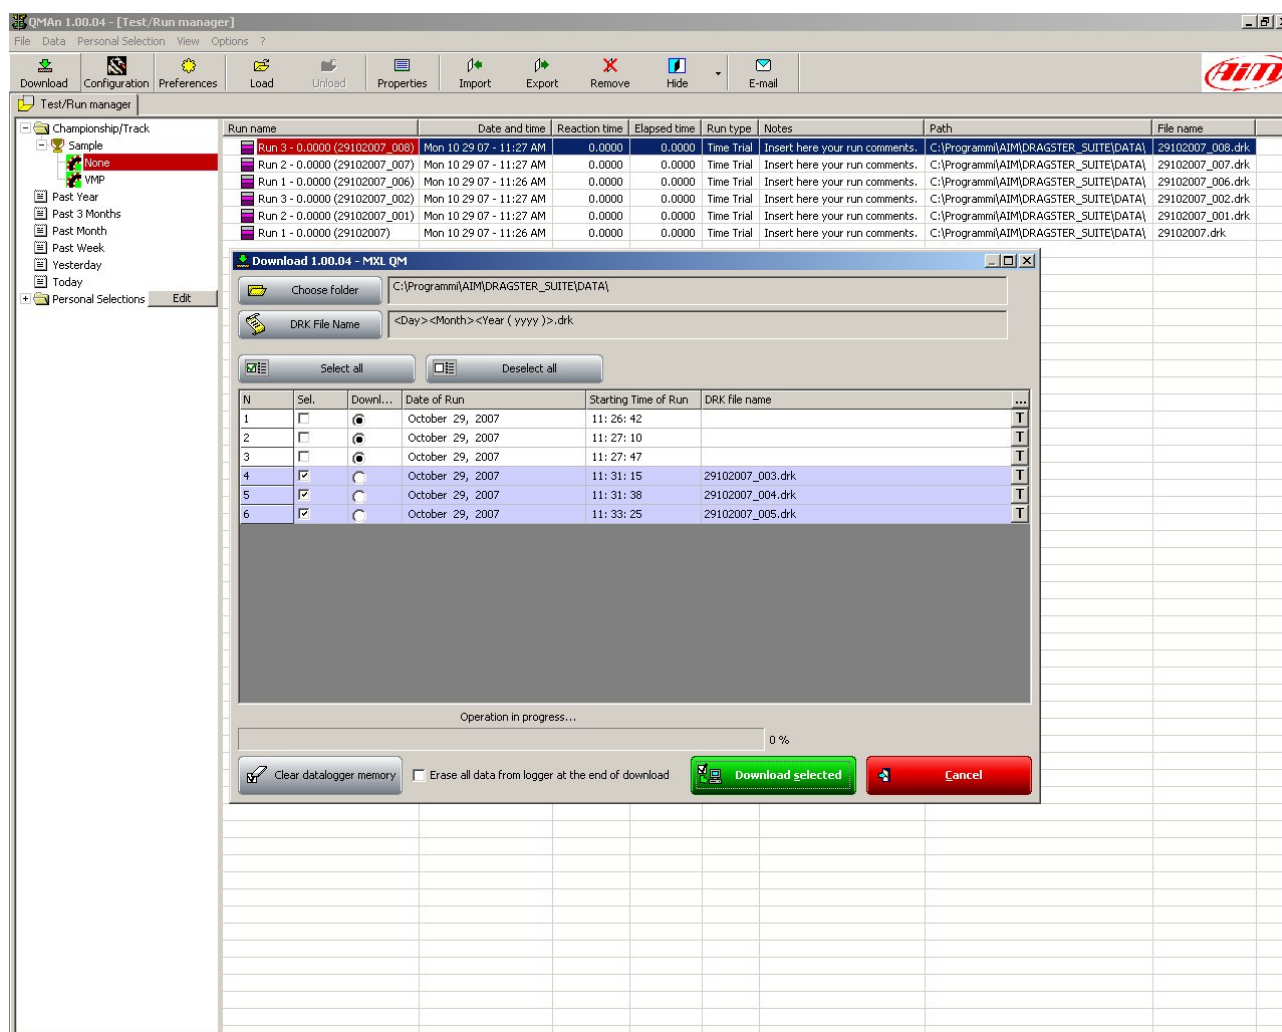 QMAn 1.00.04 - [Test/Run manager]
File Data Personal Selection View Options ?
Download Configuration Preferences Load Unload Properties Import Export Remove Hide E-mail
AiM
Test/Run manager
Championship/Track
Sample
None
VMP
Past Year
Past 3 Months
Past Month
Past Week
Yesterday
Today
Personal Selections Edit
Run name Date and time Reaction time Elapsed time Run type Notes Path File name
Run 3 - 0.0000 (29102007_008) Mon 10 29 07 - 11:27 AM 0.0000 0.0000 Time Trial Insert here your run comments. C:\Programmi\AIM\DRAGSTER_SUITE\DATA\ 29102007_008.drk
Run 2 - 0.0000 (29102007_007) Mon 10 29 07 - 11:27 AM 0.0000 0.0000 Time Trial Insert here your run comments. C:\Programmi\AIM\DRAGSTER_SUITE\DATA\ 29102007_007.drk
Run 1 - 0.0000 (29102007_006) Mon 10 29 07 - 11:26 AM 0.0000 0.0000 Time Trial Insert here your run comments. C:\Programmi\AIM\DRAGSTER_SUITE\DATA\ 29102007_006.drk
Run 3 - 0.0000 (29102007_002) Mon 10 29 07 - 11:27 AM 0.0000 0.0000 Time Trial Insert here your run comments. C:\Programmi\AIM\DRAGSTER_SUITE\DATA\ 29102007_002.drk
Run 2 - 0.0000 (29102007_001) Mon 10 29 07 - 11:27 AM 0.0000 0.0000 Time Trial Insert here your run comments. C:\Programmi\AIM\DRAGSTER_SUITE\DATA\ 29102007_001.drk
Run 1 - 0.0000 (29102007) Mon 10 29 07 - 11:26 AM 0.0000 0.0000 Time Trial Insert here your run comments. C:\Programmi\AIM\DRAGSTER_SUITE\DATA\ 29102007.drk
Download 1.00.04 - MXL QM
Choose folder C:\Programmi\AIM\DRAGSTER_SUITE\DATA\
DRK File Name <Day><Month><Year ( yyyy )>.drk
Select all Deselect all
N Sel. Downl... Date of Run Starting Time of Run DRK file name ...
1 October 29, 2007 11: 26: 42 T
2 October 29, 2007 11: 27: 10 T
3 October 29, 2007 11: 27: 47 T
4 October 29, 2007 11: 31: 15 29102007_003.drk T
5 October 29, 2007 11: 31: 38 29102007_004.drk T
6 October 29, 2007 11: 33: 25 29102007_005.drk T
Operation in progress...
0 %
Clear datalogger memory Erase all data from logger at the end of download Download selected Cancel